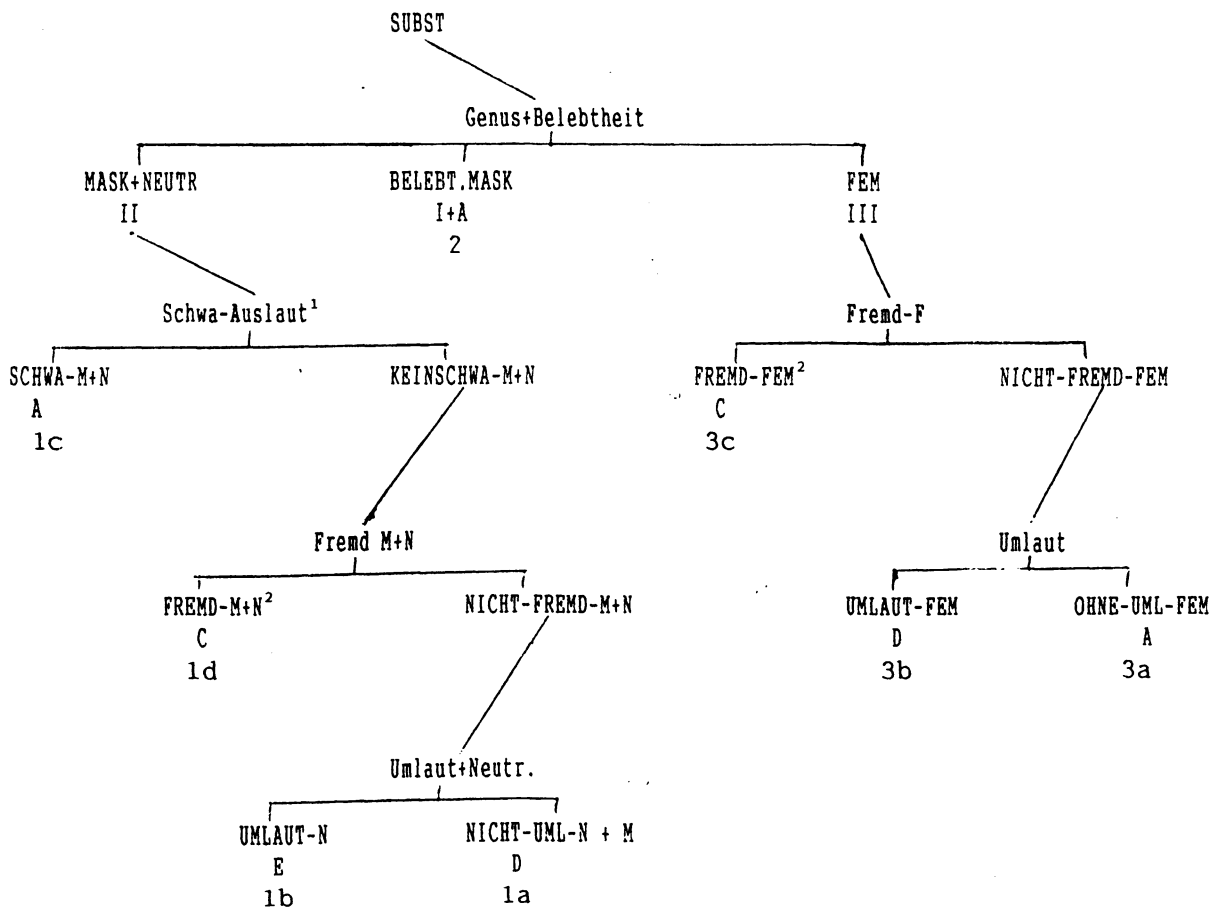 SUBST
Genus+Belebtheit
MASK+NEUTR BELEBT.MASK FEM
II I+A III
2
Schwa-Auslaut¹ Fremd-F
SCHWA-M+N KEINSCHWA-M+N FREMD-FEM² NICHT-FREMD-FEM
A C
1c 3c
Fremd M+N Umlaut
FREMD-M+N² NICHT-FREMD-M+N UMLAUT-FEM OHNE-UML-FEM
C D A
1d 3b 3a
Umlaut+Neutr.
UMLAUT-N NICHT-UML-N + M
E D
1b 1a